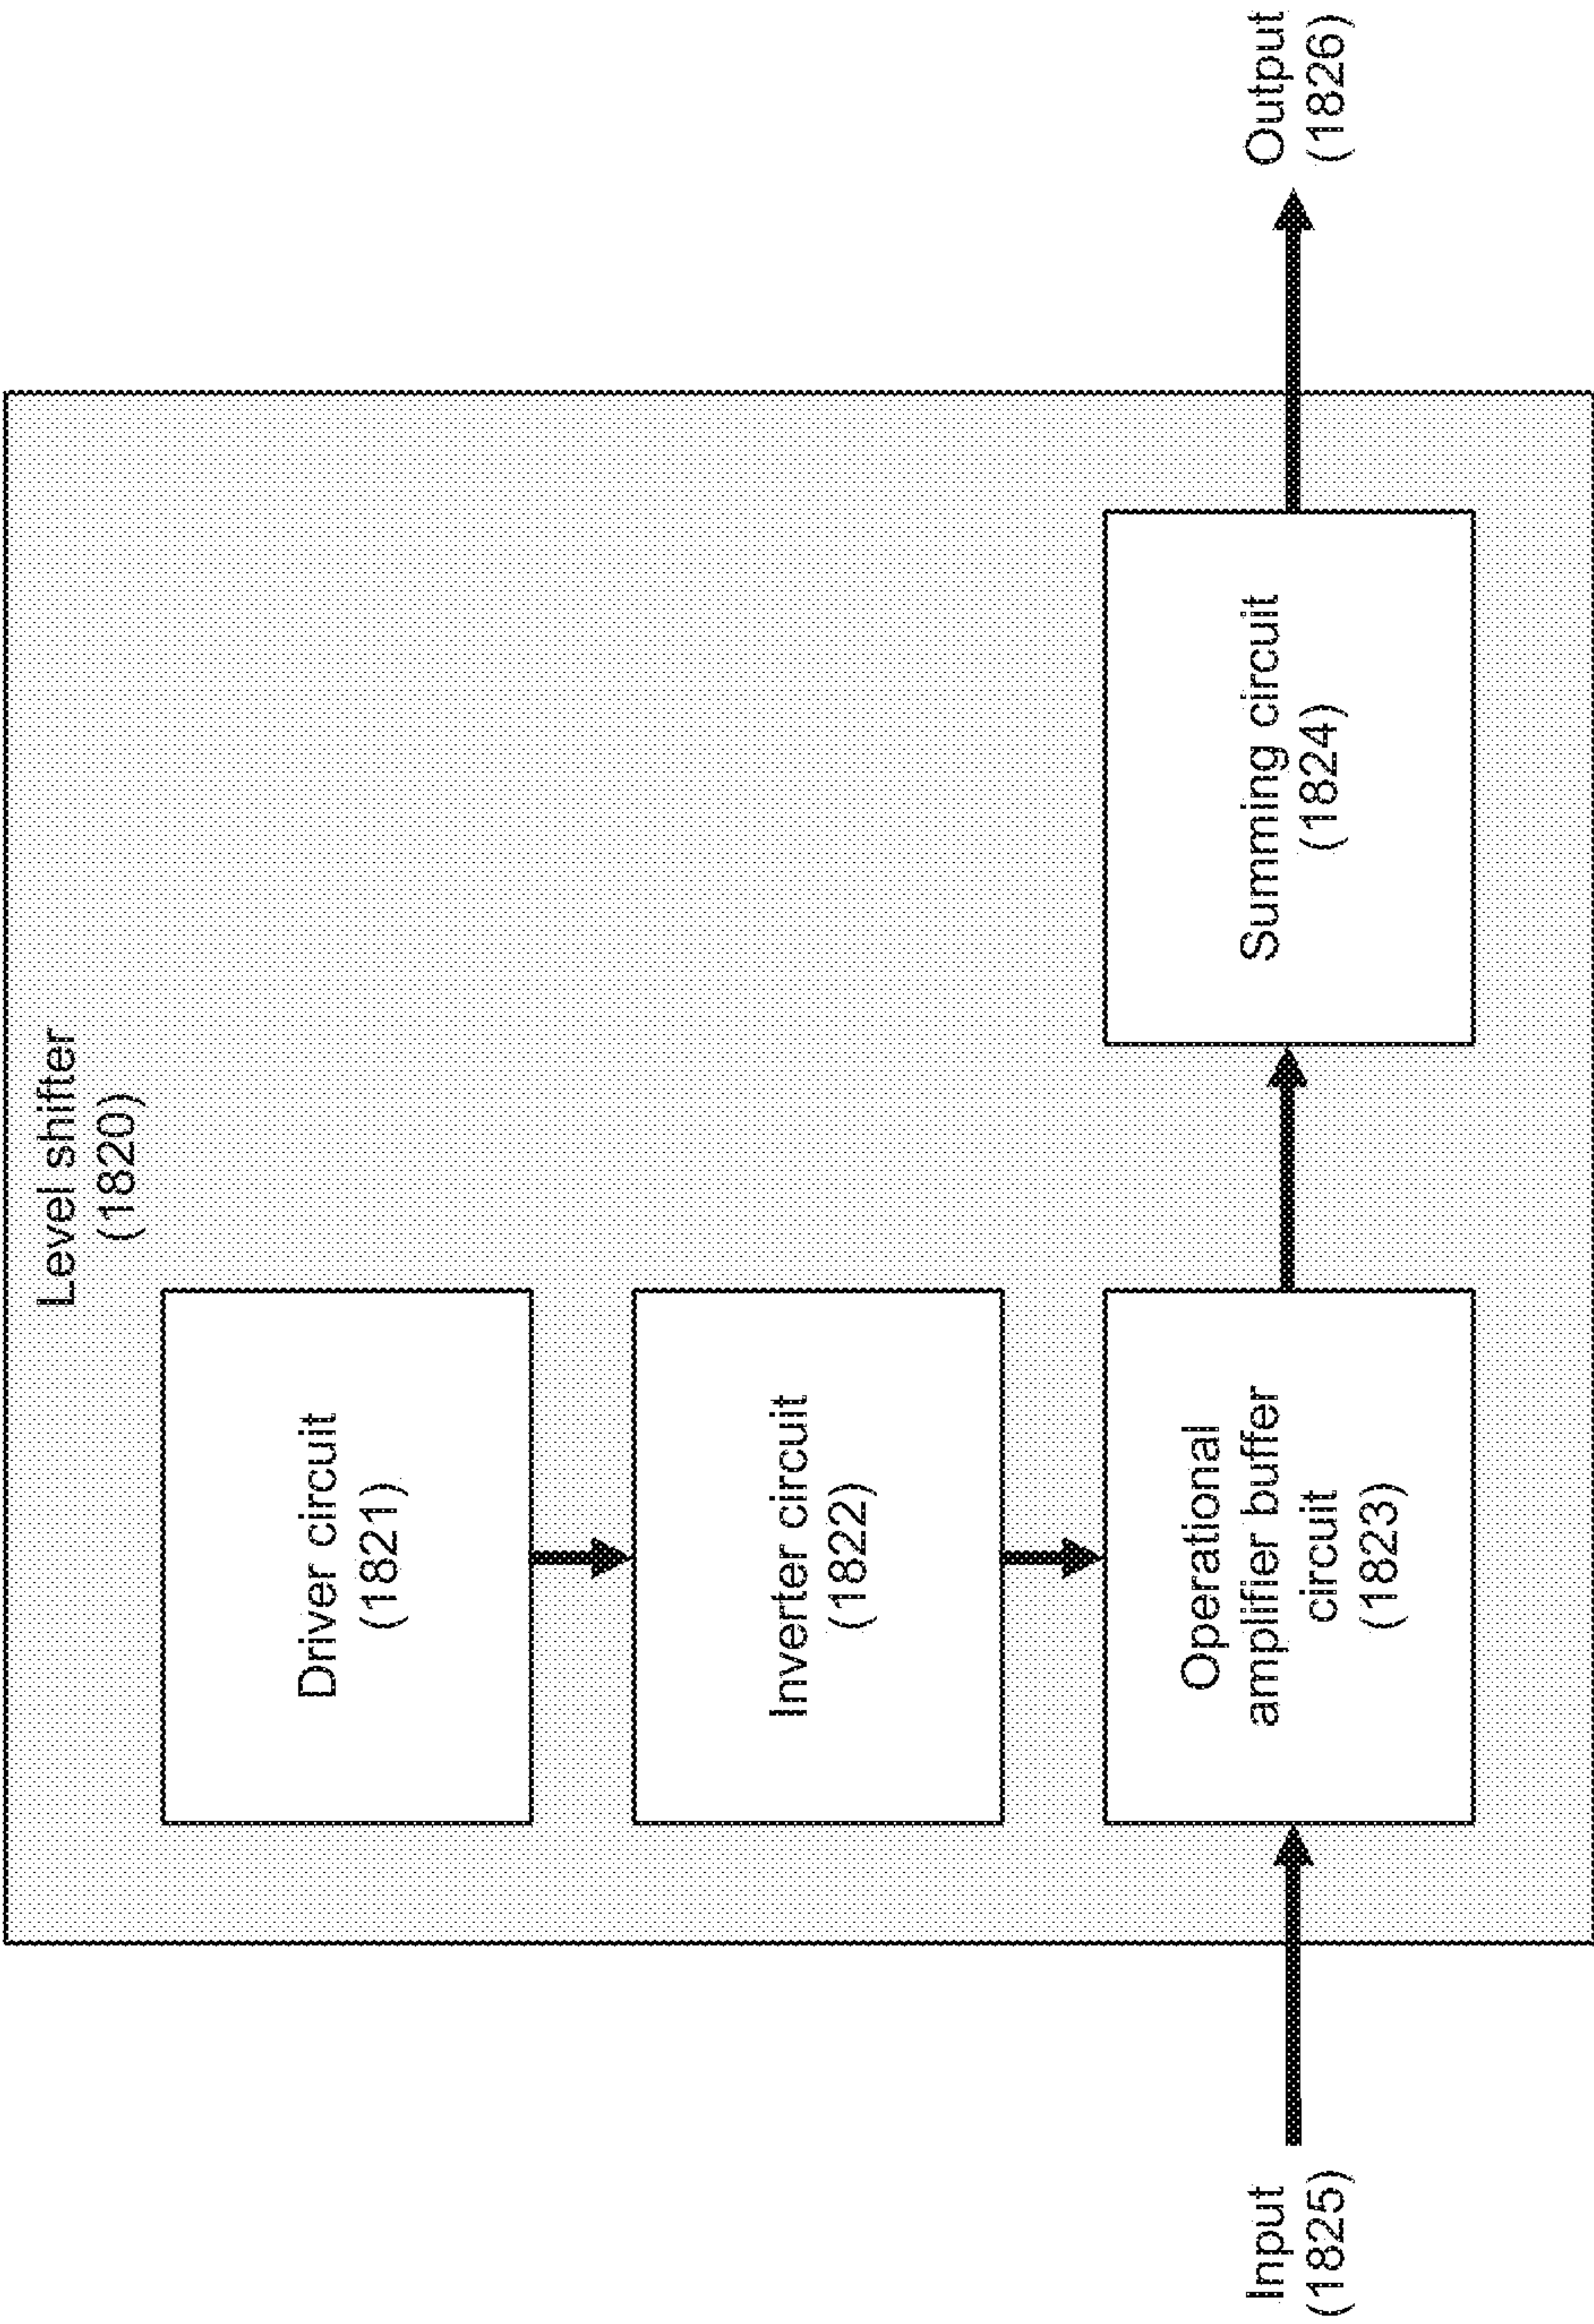 Level shifter
(1820)
Driver circuit
(1821)
Inverter circuit
(1822)
Operational
amplifier buffer
circuit
(1823)
Summing circuit
(1824)
Input
(1825)
Output
(1826)